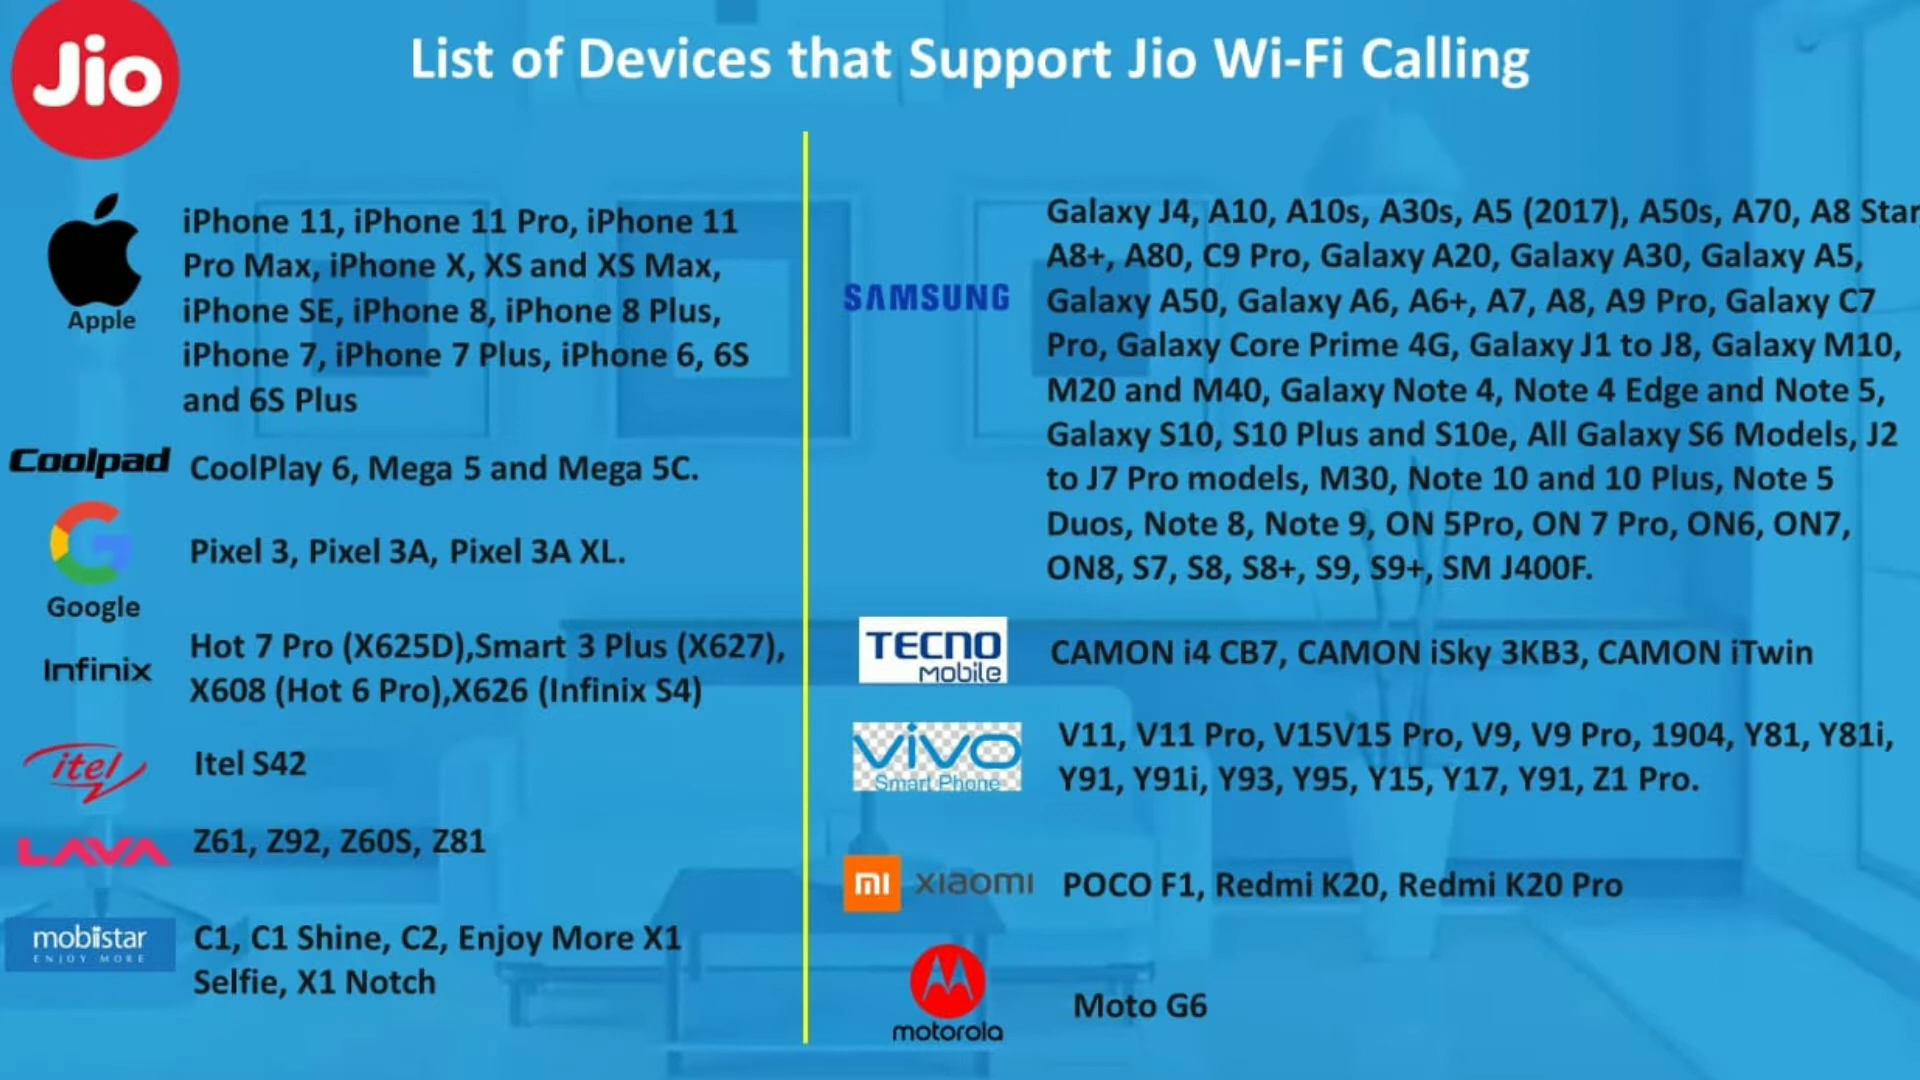 Jio
List of Devices that Support Jio Wi-Fi Calling
Apple
iPhone 11, iPhone 11 Pro, iPhone 11
Pro Max, iPhone X, XS and XS Max,
iPhone SE, iPhone 8, iPhone 8 Plus,
iPhone 7, iPhone 7 Plus, iPhone 6, 6S
and 6S Plus
Coolpad
CoolPlay 6, Mega 5 and Mega 5C.
Google
Pixel 3, Pixel 3A, Pixel 3A XL.
Infinix
Hot 7 Pro (X625D),Smart 3 Plus (X627),
X608 (Hot 6 Pro),X626 (Infinix S4)
itel
Itel S42
LAVA
Z61, Z92, Z60S, Z81
mobiistar
ENJOY MORE
C1, C1 Shine, C2, Enjoy More X1
Selfie, X1 Notch
SAMSUNG
Galaxy J4, A10, A10s, A30s, A5 (2017), A50s, A70, A8 Star,
A8+, A80, C9 Pro, Galaxy A20, Galaxy A30, Galaxy A5,
Galaxy A50, Galaxy A6, A6+, A7, A8, A9 Pro, Galaxy C7
Pro, Galaxy Core Prime 4G, Galaxy J1 to J8, Galaxy M10,
M20 and M40, Galaxy Note 4, Note 4 Edge and Note 5,
Galaxy S10, S10 Plus and S10e, All Galaxy S6 Models, J2
to J7 Pro models, M30, Note 10 and 10 Plus, Note 5
Duos, Note 8, Note 9, ON 5Pro, ON 7 Pro, ON6, ON7,
ON8, S7, S8, S8+, S9, S9+, SM J400F.
TECNO
mobile
CAMON i4 CB7, CAMON iSky 3KB3, CAMON iTwin
vivo
Smart Phone
V11, V11 Pro, V15V15 Pro, V9, V9 Pro, 1904, Y81, Y81i,
Y91, Y91i, Y93, Y95, Y15, Y17, Y91, Z1 Pro.
mi xiaomi
POCO F1, Redmi K20, Redmi K20 Pro
motorola
Moto G6